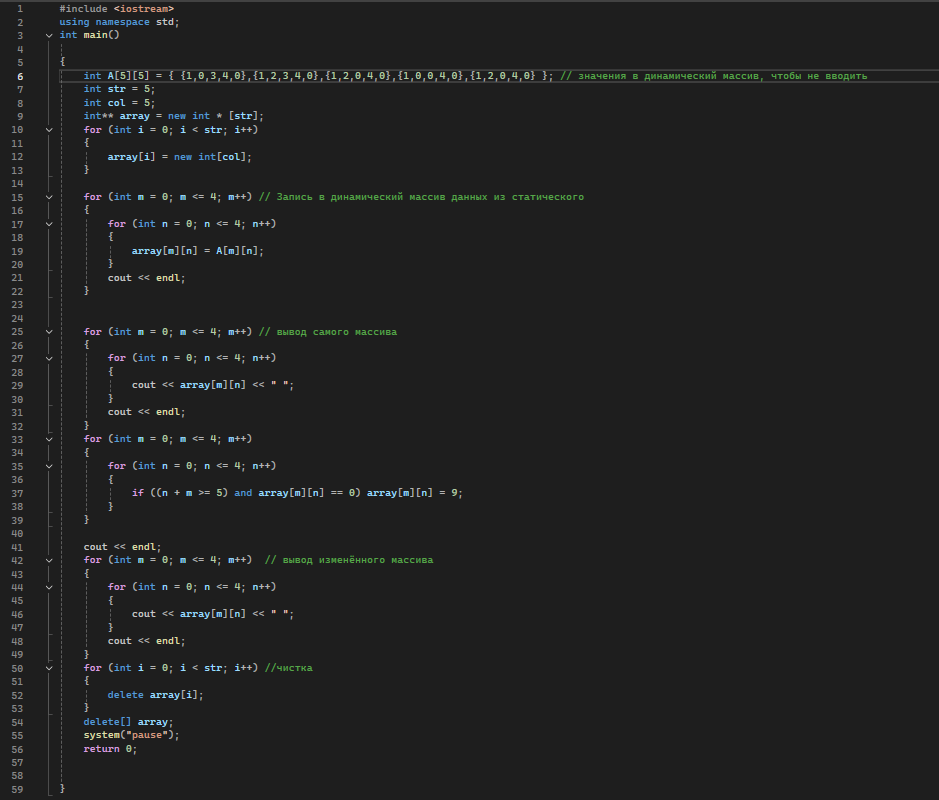 1 #include <iostream>
2 using namespace std;
3 int main()
4
5 {
6 int A[5][5] = { {1,0,3,4,0},{1,2,3,4,0},{1,2,0,4,0},{1,0,0,4,0},{1,2,0,4,0} }; // значения в динамический массив, чтобы не вводить
7 int str = 5;
8 int col = 5;
9 int** array = new int * [str];
10 for (int i = 0; i < str; i++)
11 {
12 array[i] = new int[col];
13 }
14
15 for (int m = 0; m <= 4; m++) // Запись в динамический массив данных из статического
16 {
17 for (int n = 0; n <= 4; n++)
18 {
19 array[m][n] = A[m][n];
20 }
21 cout << endl;
22 }
23
24
25 for (int m = 0; m <= 4; m++) // вывод самого массива
26 {
27 for (int n = 0; n <= 4; n++)
28 {
29 cout << array[m][n] << " ";
30 }
31 cout << endl;
32 }
33 for (int m = 0; m <= 4; m++)
34 {
35 for (int n = 0; n <= 4; n++)
36 {
37 if ((n + m >= 5) and array[m][n] == 0) array[m][n] = 9;
38 }
39 }
40
41 cout << endl;
42 for (int m = 0; m <= 4; m++) // вывод изменённого массива
43 {
44 for (int n = 0; n <= 4; n++)
45 {
46 cout << array[m][n] << " ";
47 }
48 cout << endl;
49 }
50 for (int i = 0; i < str; i++) //чистка
51 {
52 delete array[i];
53 }
54 delete[] array;
55 system("pause");
56 return 0;
57
58
59 }